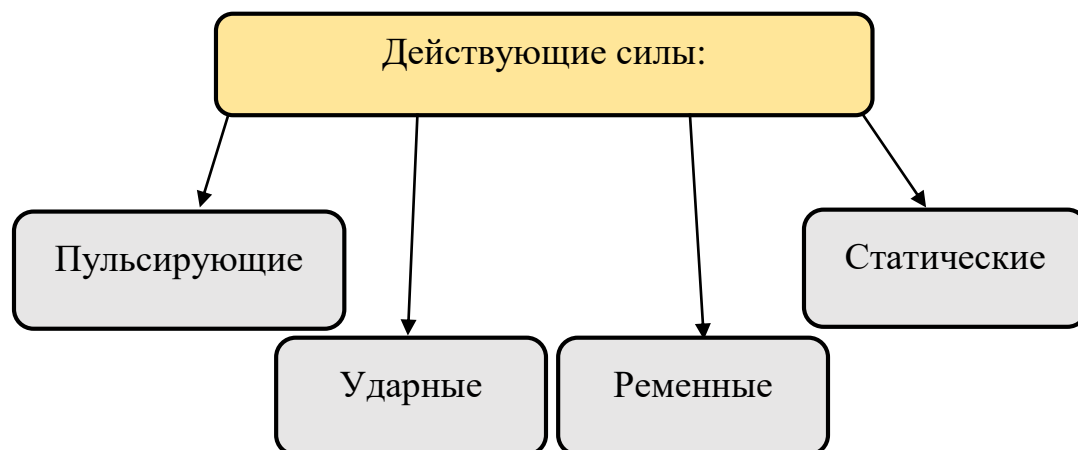 Действующие силы:
Пульсирующие
Статические
Ударные
Ременные